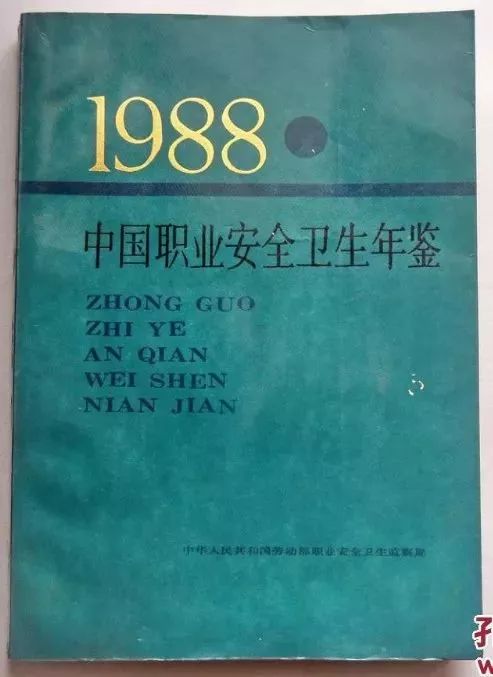 1988
中国职业安全卫生年鉴
ZHONG GUO
ZHI YE
AN QIAN
WEI SHEN
NIAN JIAN
中华人民共和国劳动部职业安全卫生监察局